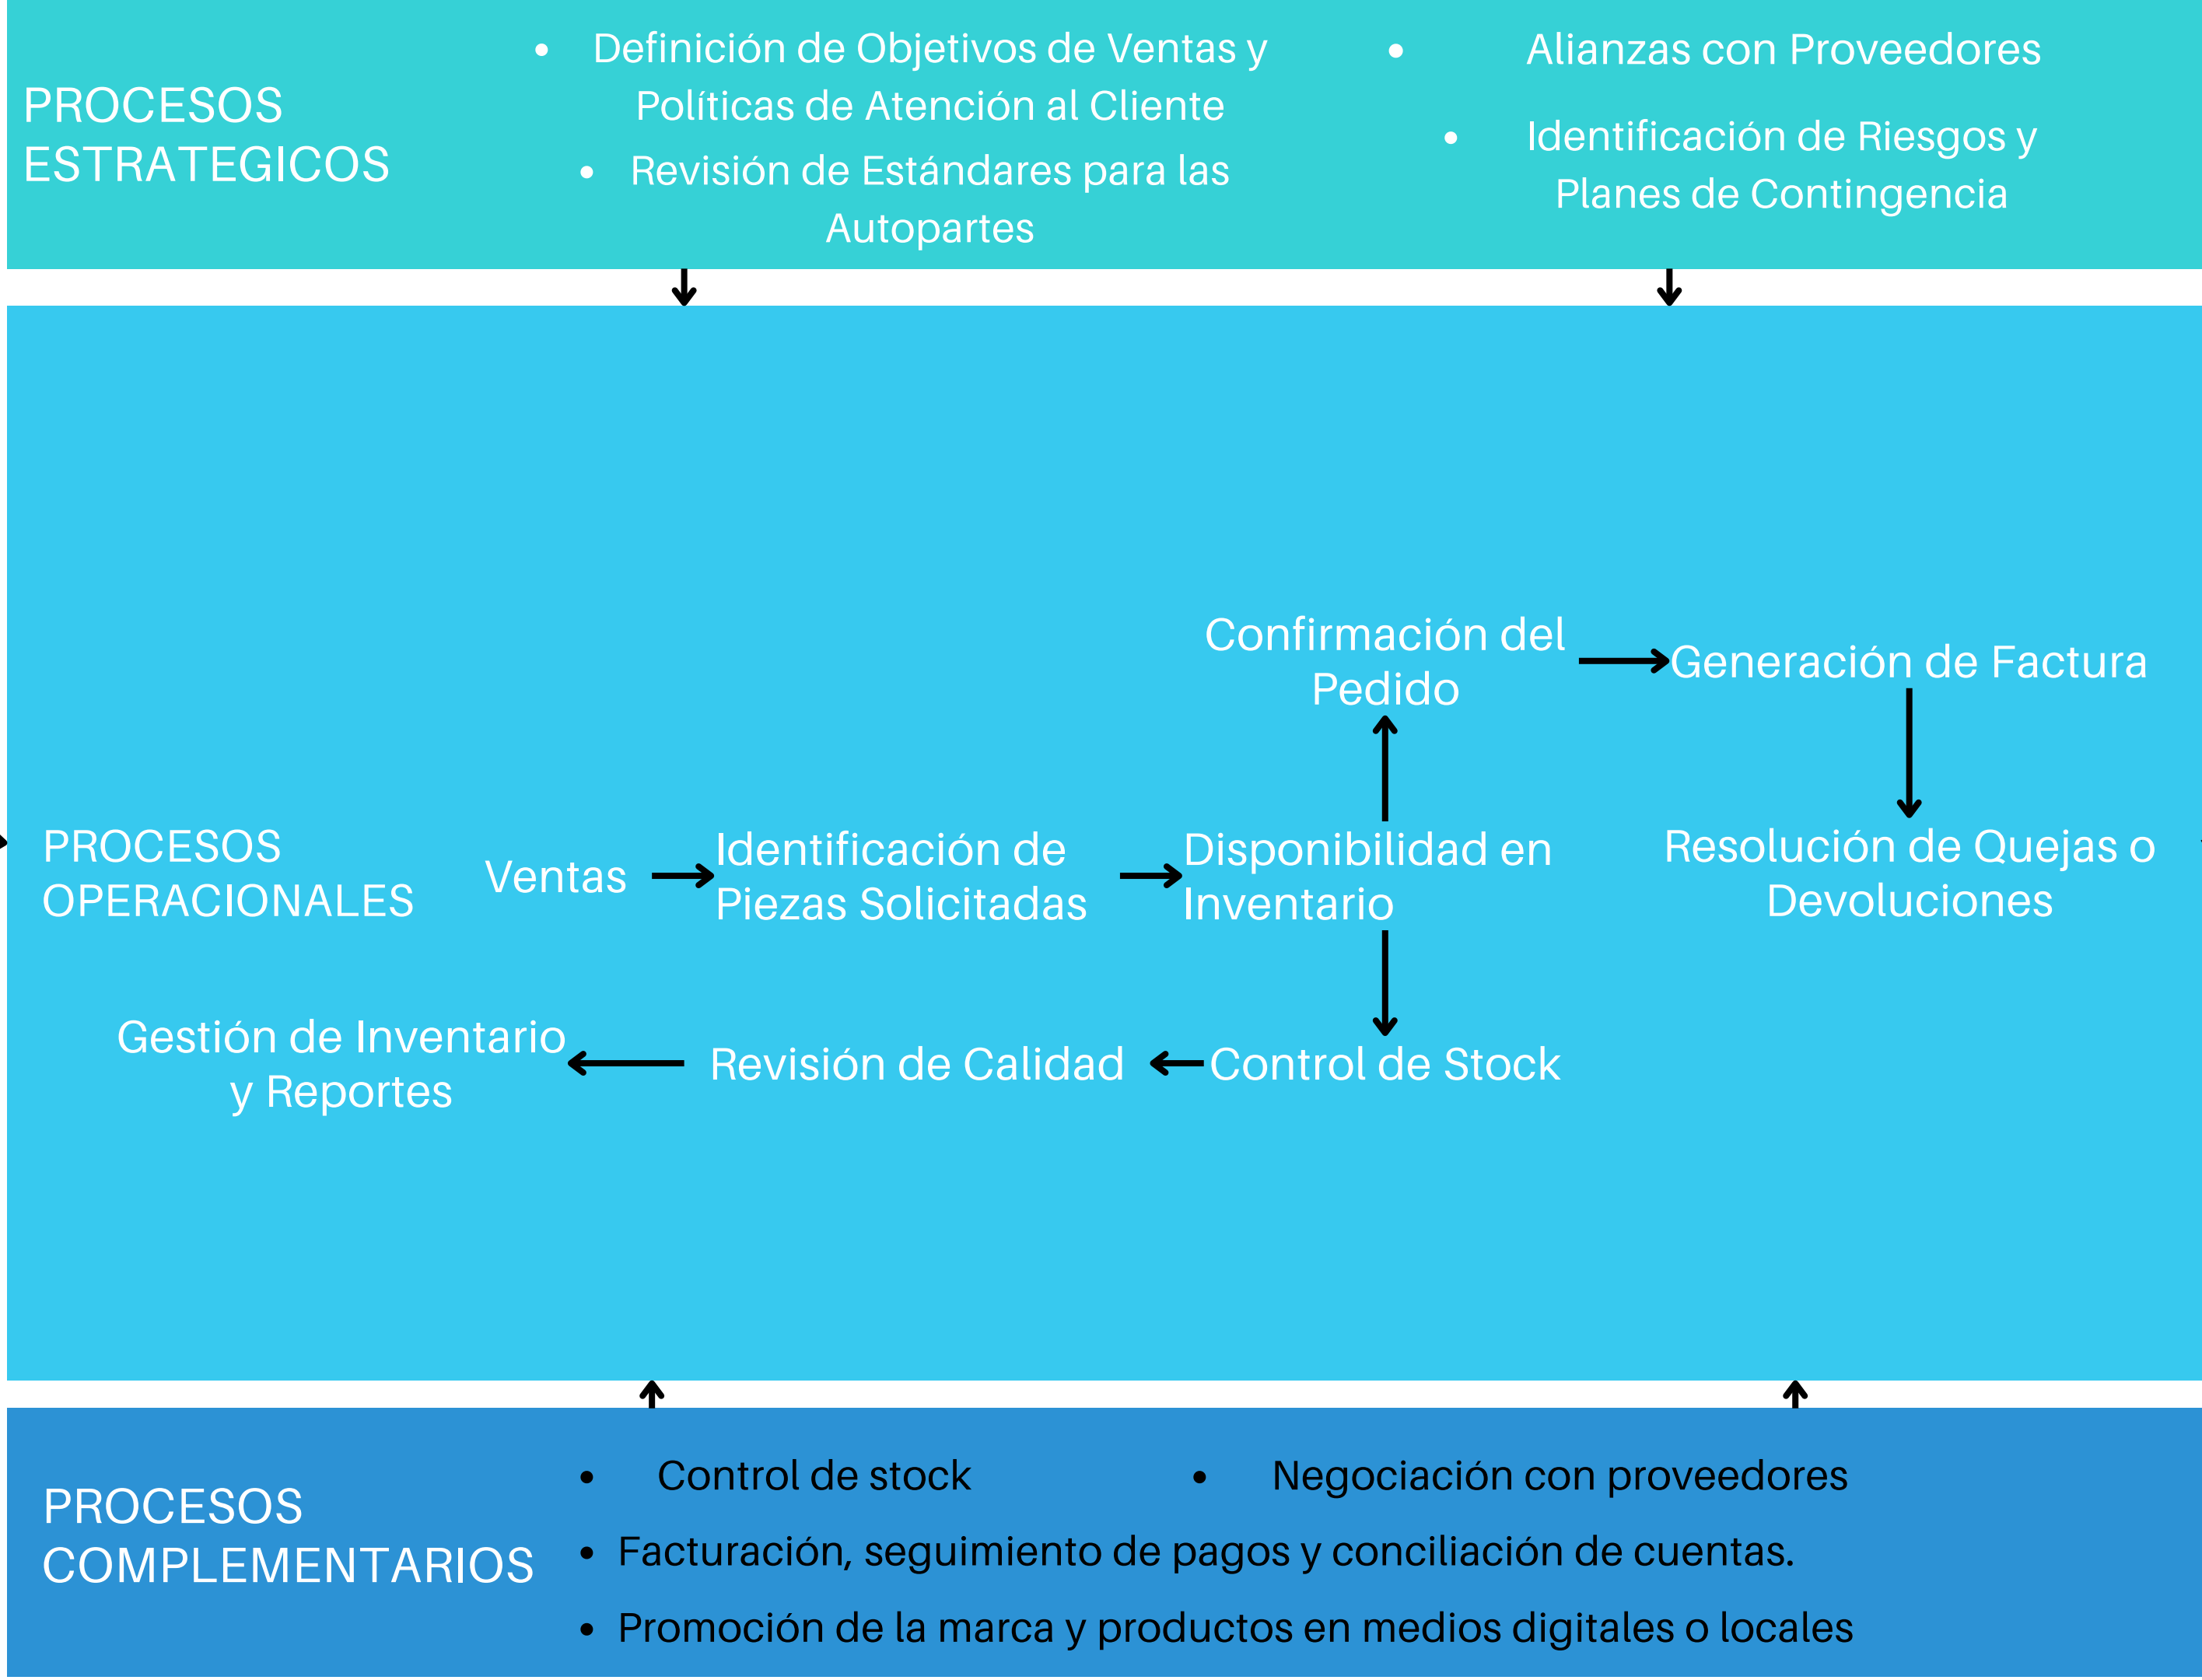 PROCESOS
ESTRATEGICOS
• Definición de Objetivos de Ventas y
Políticas de Atención al Cliente
• Revisión de Estándares para las
Autopartes
• Alianzas con Proveedores
• Identificación de Riesgos y
Planes de Contingencia
PROCESOS
OPERACIONALES
Ventas
Identificación de
Piezas Solicitadas
Disponibilidad en
Inventario
Confirmación del
Pedido
Generación de Factura
Resolución de Quejas o
Devoluciones
Control de Stock
Revisión de Calidad
Gestión de Inventario
y Reportes
PROCESOS
COMPLEMENTARIOS
• Control de stock
• Negociación con proveedores
• Facturación, seguimiento de pagos y conciliación de cuentas.
• Promoción de la marca y productos en medios digitales o locales